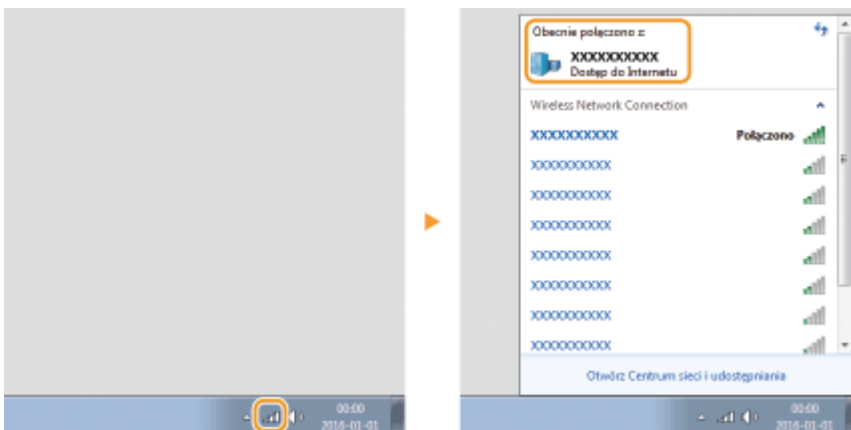 00:00
2016-01-01
Obecnie połączono z:
XXXXXXXXXX
Dostęp do Internetu
Wireless Network Connection
XXXXXXXXXX Połączono
XXXXXXXXXX
XXXXXXXXXX
XXXXXXXXXX
XXXXXXXXXX
XXXXXXXXXX
XXXXXXXXXX
XXXXXXXXXX
Otwórz Centrum sieci i udostępniania
00:00
2016-01-01